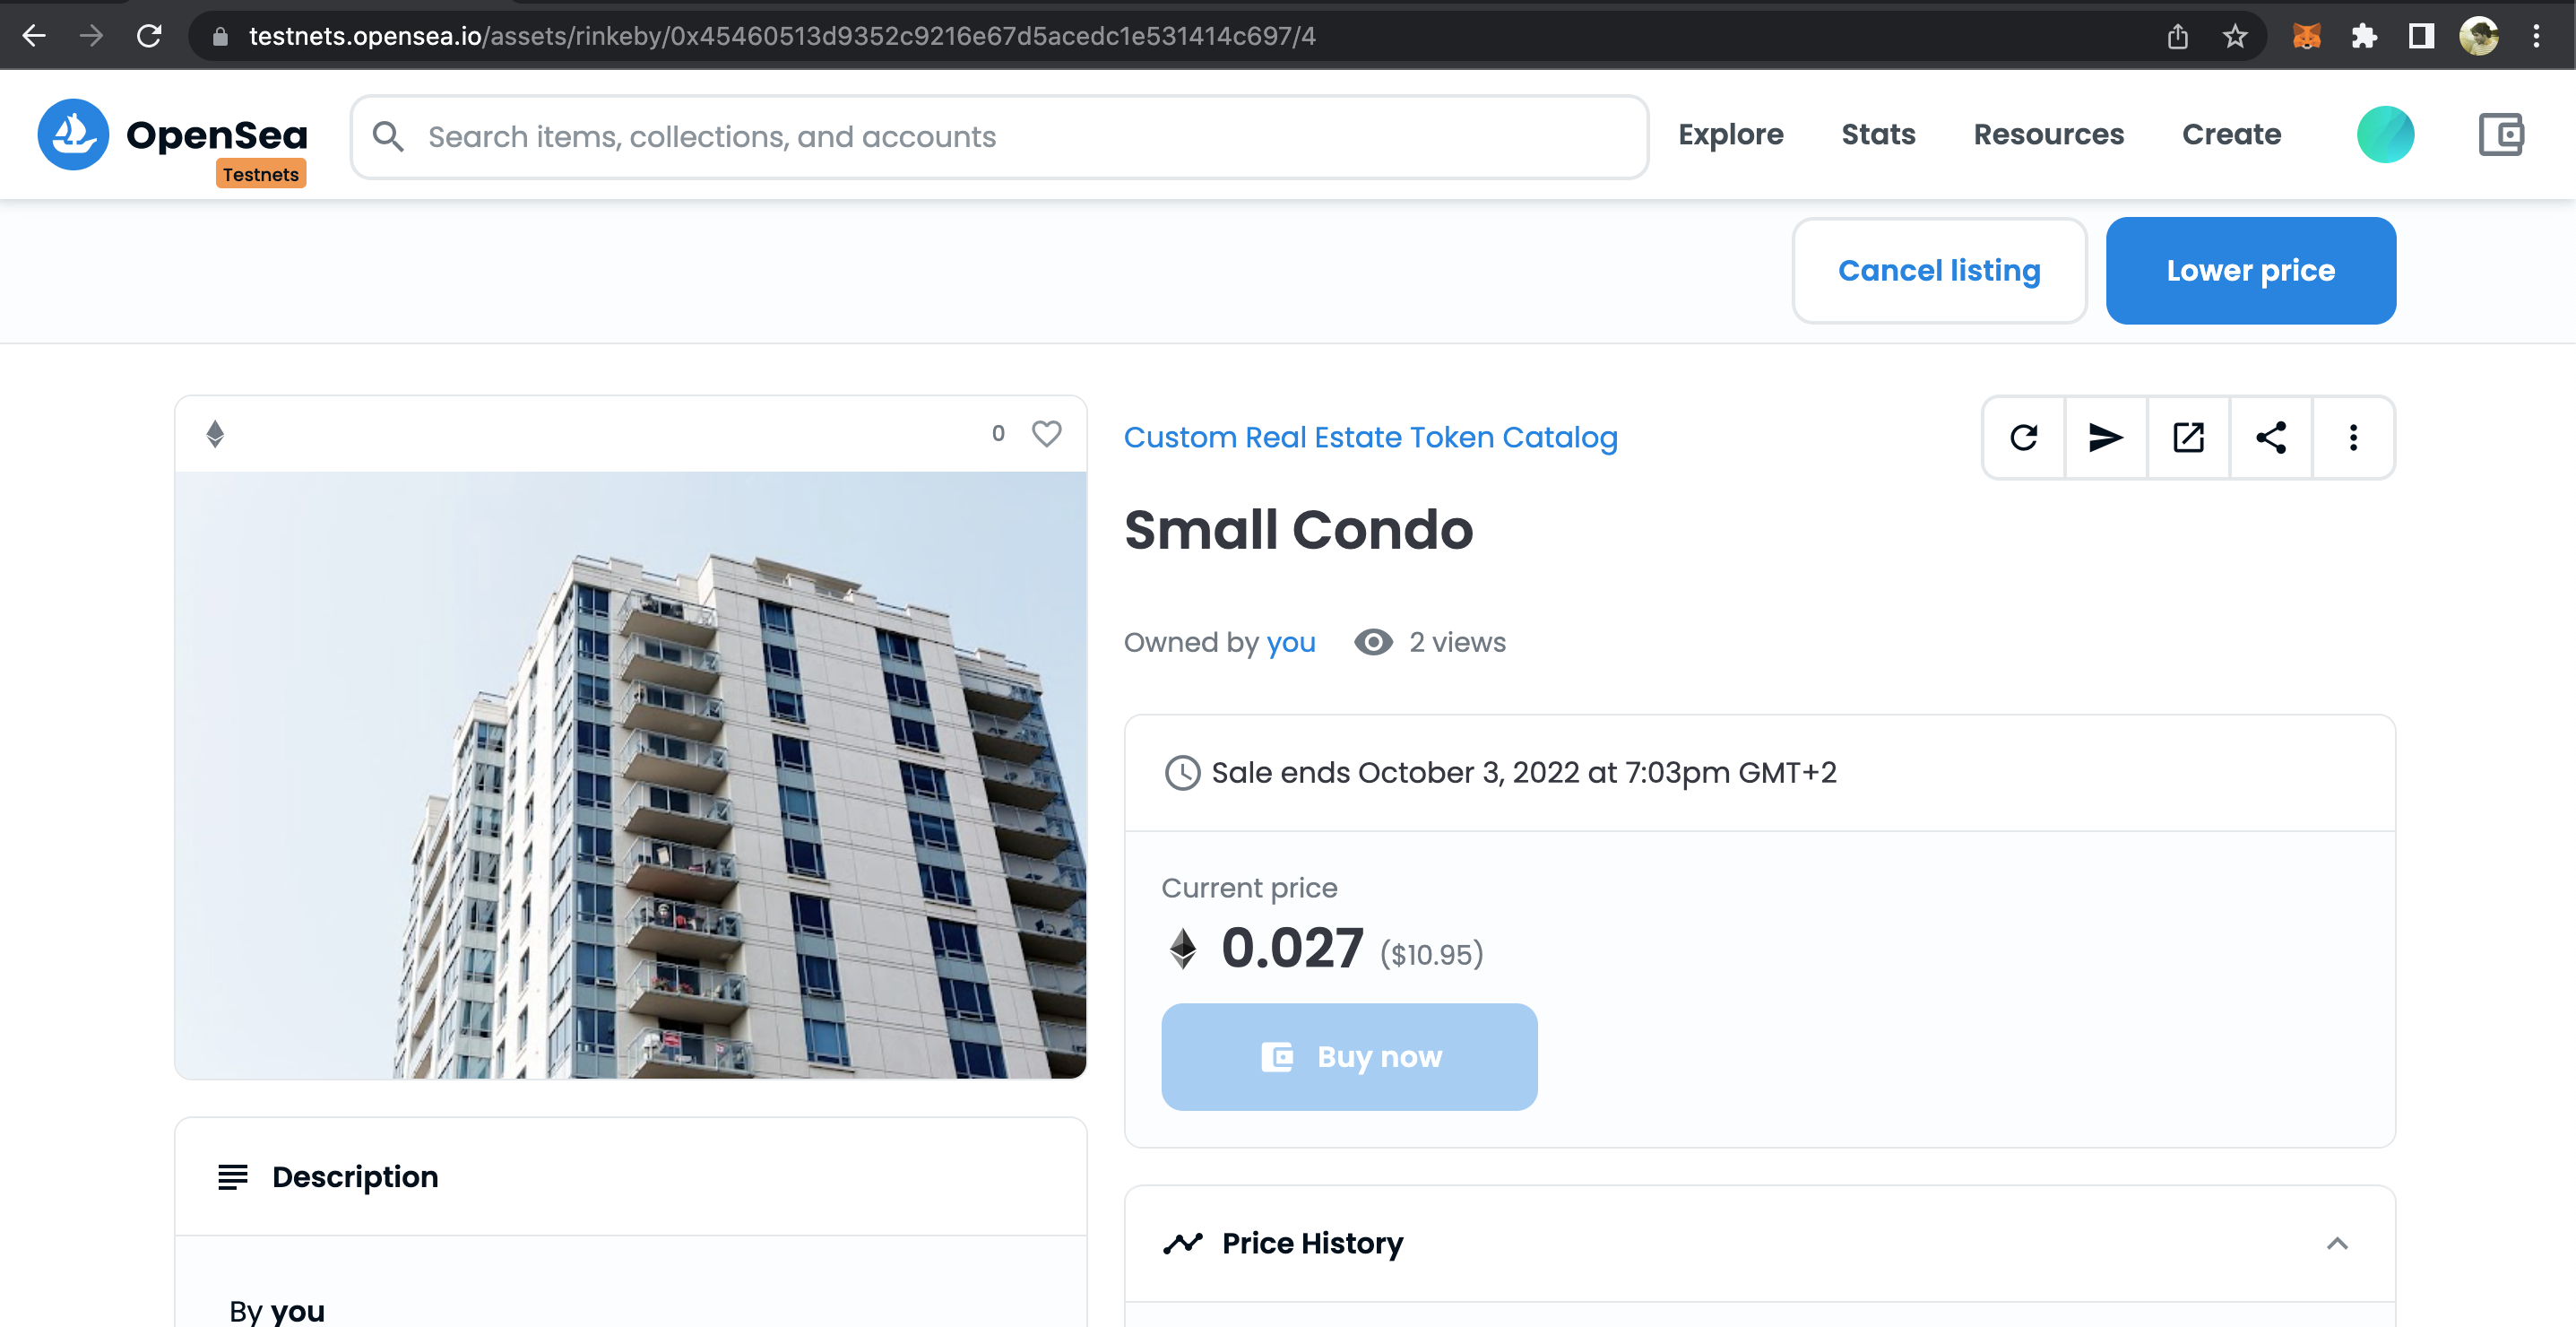 testnets.opensea.io/assets/rinkeby/0x45460513d9352c9216e67d5acedc1e531414c697/4
OpenSea
Testnets
Search items, collections, and accounts
Explore
Stats
Resources
Create
Cancel listing
Lower price
0
Custom Real Estate Token Catalog
Small Condo
Owned by you
2 views
Sale ends October 3, 2022 at 7:03pm GMT+2
Current price
0.027 ($10.95)
Buy now
Description
By you
Price History